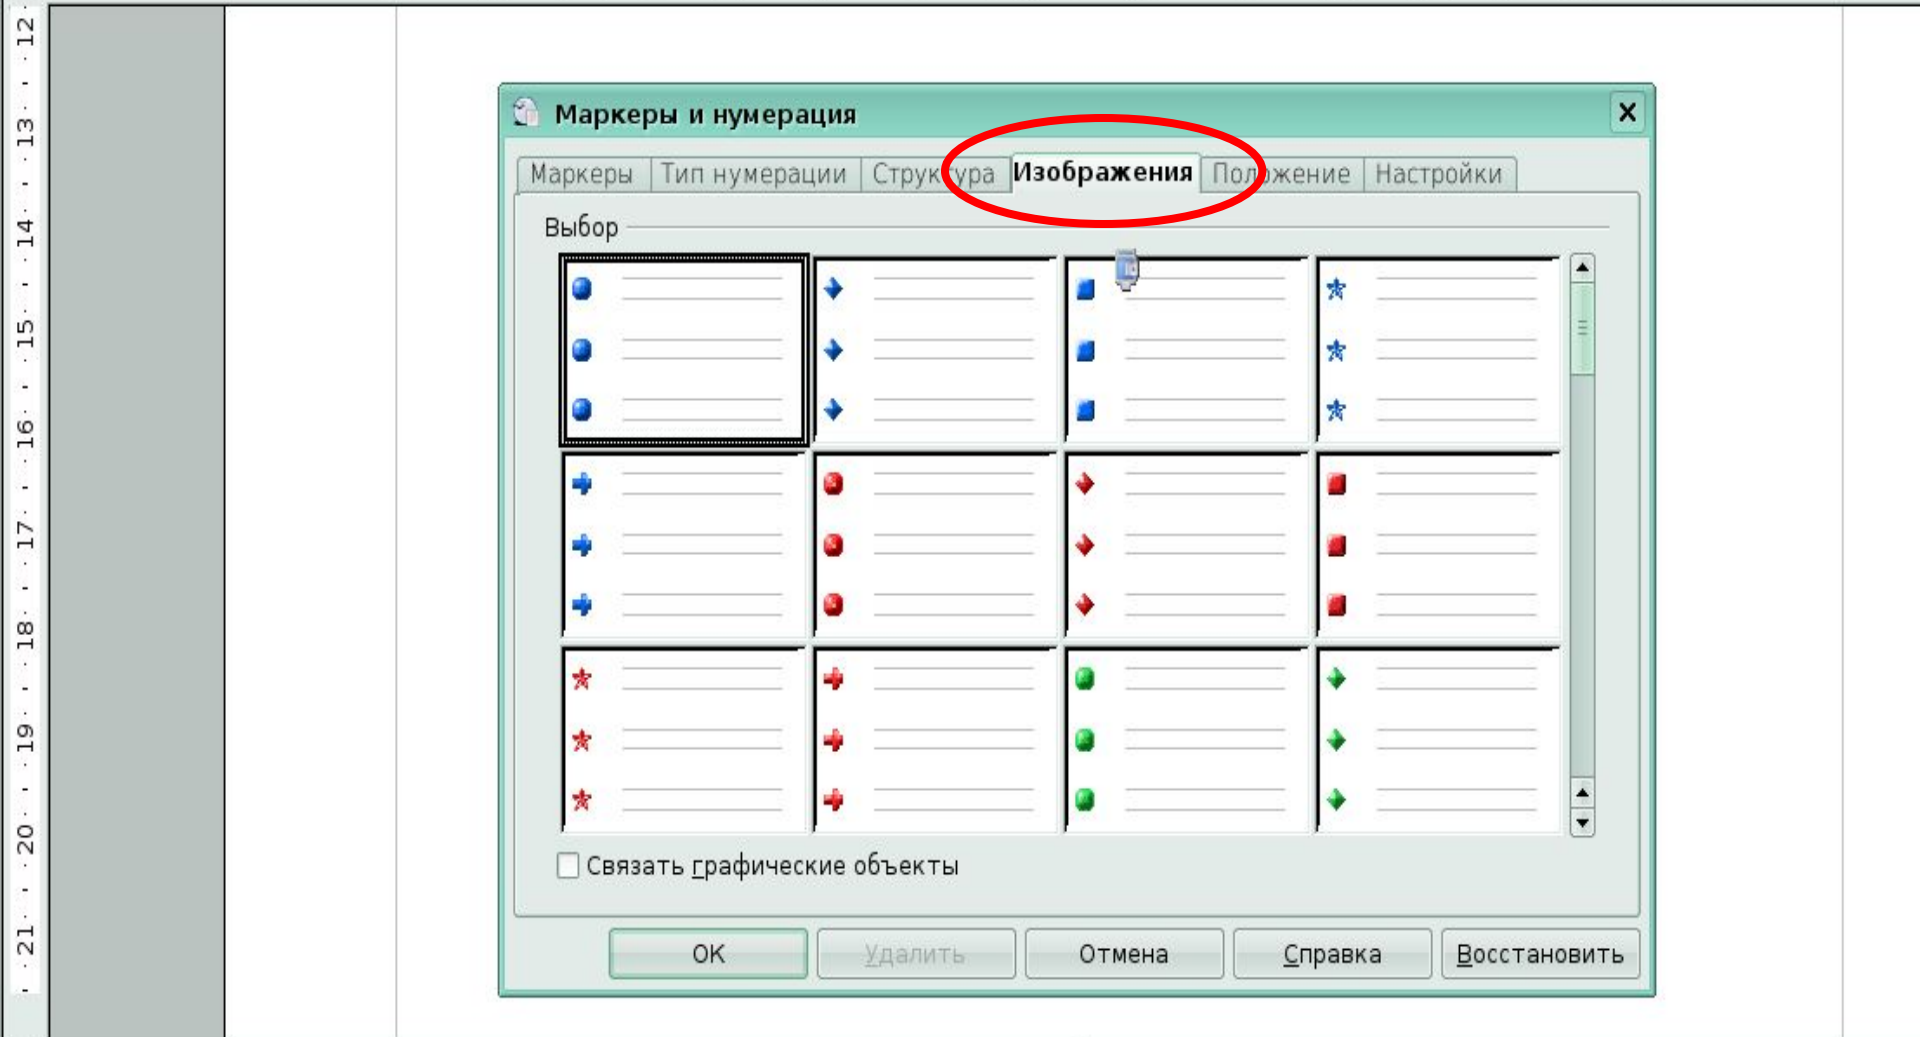 Маркеры и нумерация
Маркеры Тип нумерации Структура Изображения Положение Настройки
Выбор
Связать графические объекты
ОК Удалить Отмена Справка Восстановить
12
13
14
15
16
17
18
19
20
21